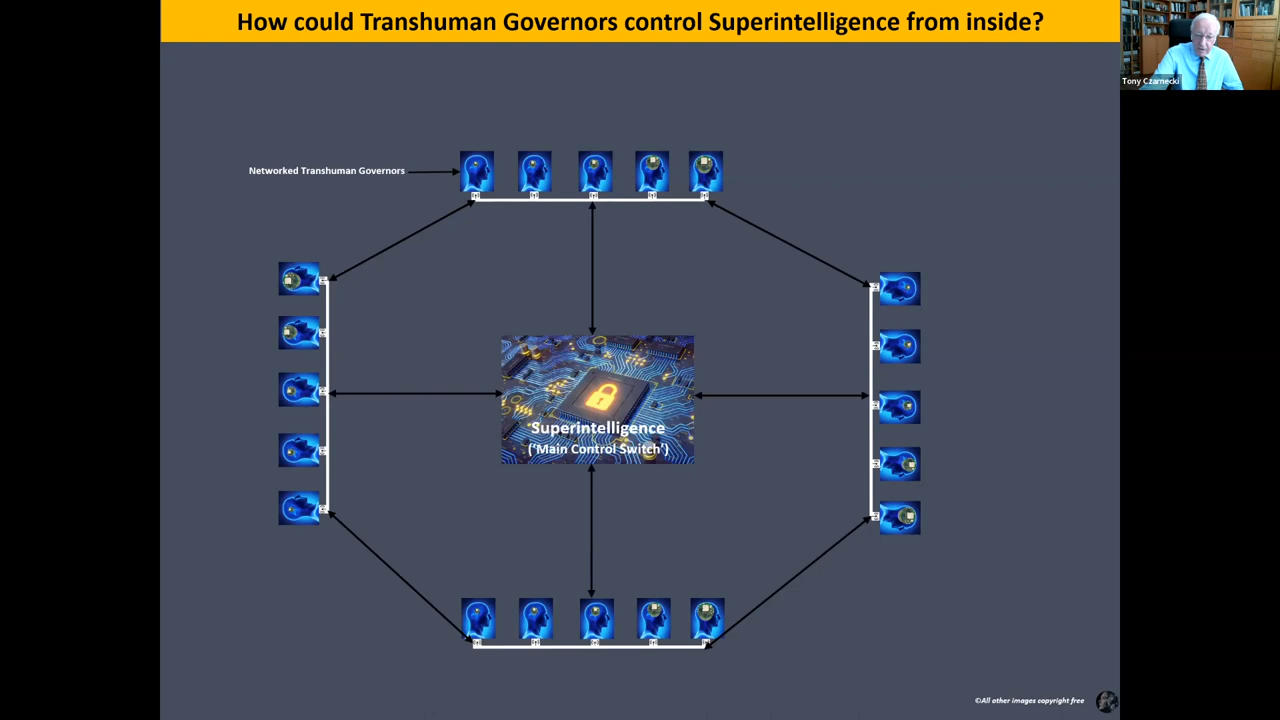 How could Transhuman Governors control Superintelligence from inside?
Tony Czarnecki
Networked Transhuman Governors
Superintelligence
('Main Control Switch')
©All other images copyright free